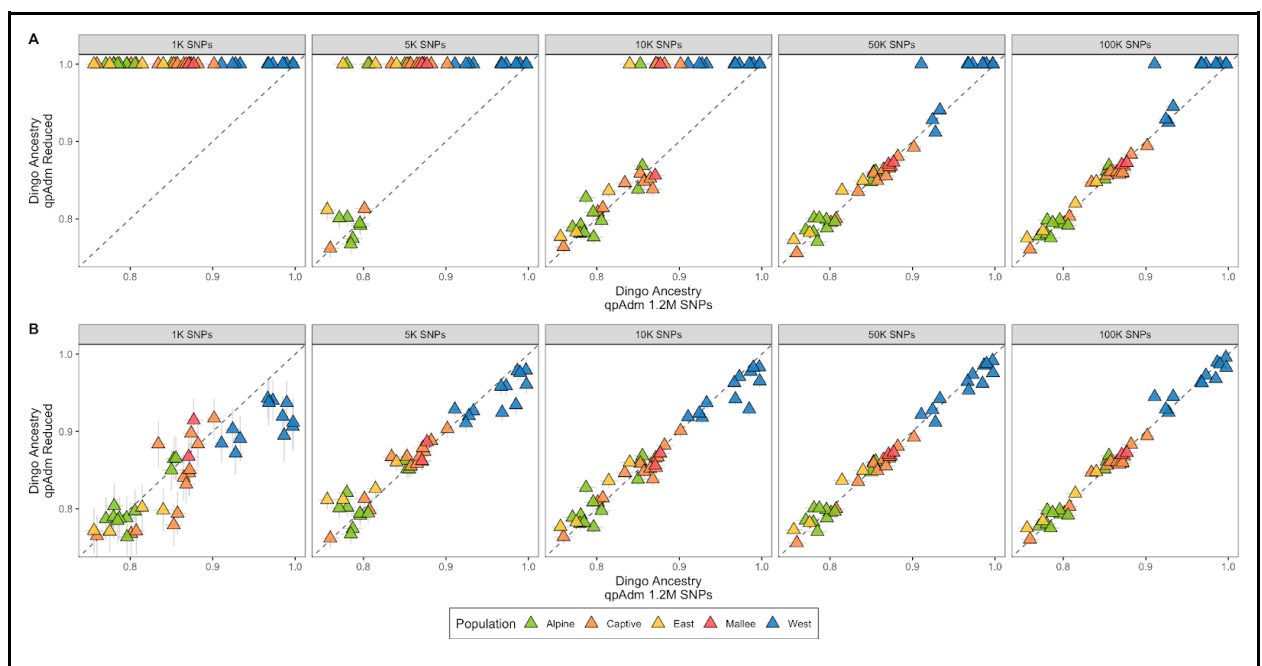 A
1K SNPs 5K SNPs 10K SNPs 50K SNPs 100K SNPs
Dingo Ancestry
qpAdm Reduced
1.0
0.9
0.8
0.8 0.9 1.0 0.8 0.9 1.0 0.8 0.9 1.0 0.8 0.9 1.0 0.8 0.9 1.0
Dingo Ancestry
qpAdm 1.2M SNPs
B
1K SNPs 5K SNPs 10K SNPs 50K SNPs 100K SNPs
Dingo Ancestry
qpAdm Reduced
1.0
0.9
0.8
0.8 0.9 1.0 0.8 0.9 1.0 0.8 0.9 1.0 0.8 0.9 1.0 0.8 0.9 1.0
Dingo Ancestry
qpAdm 1.2M SNPs
Population Alpine Captive East Mallee West